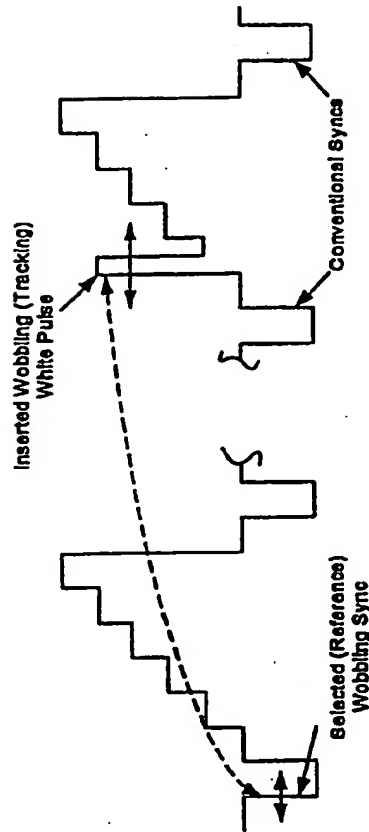 Inserted Wobbling (Tracking)
White Pulse
Selected (Reference)
Wobbling Sync
Conventional Syncs